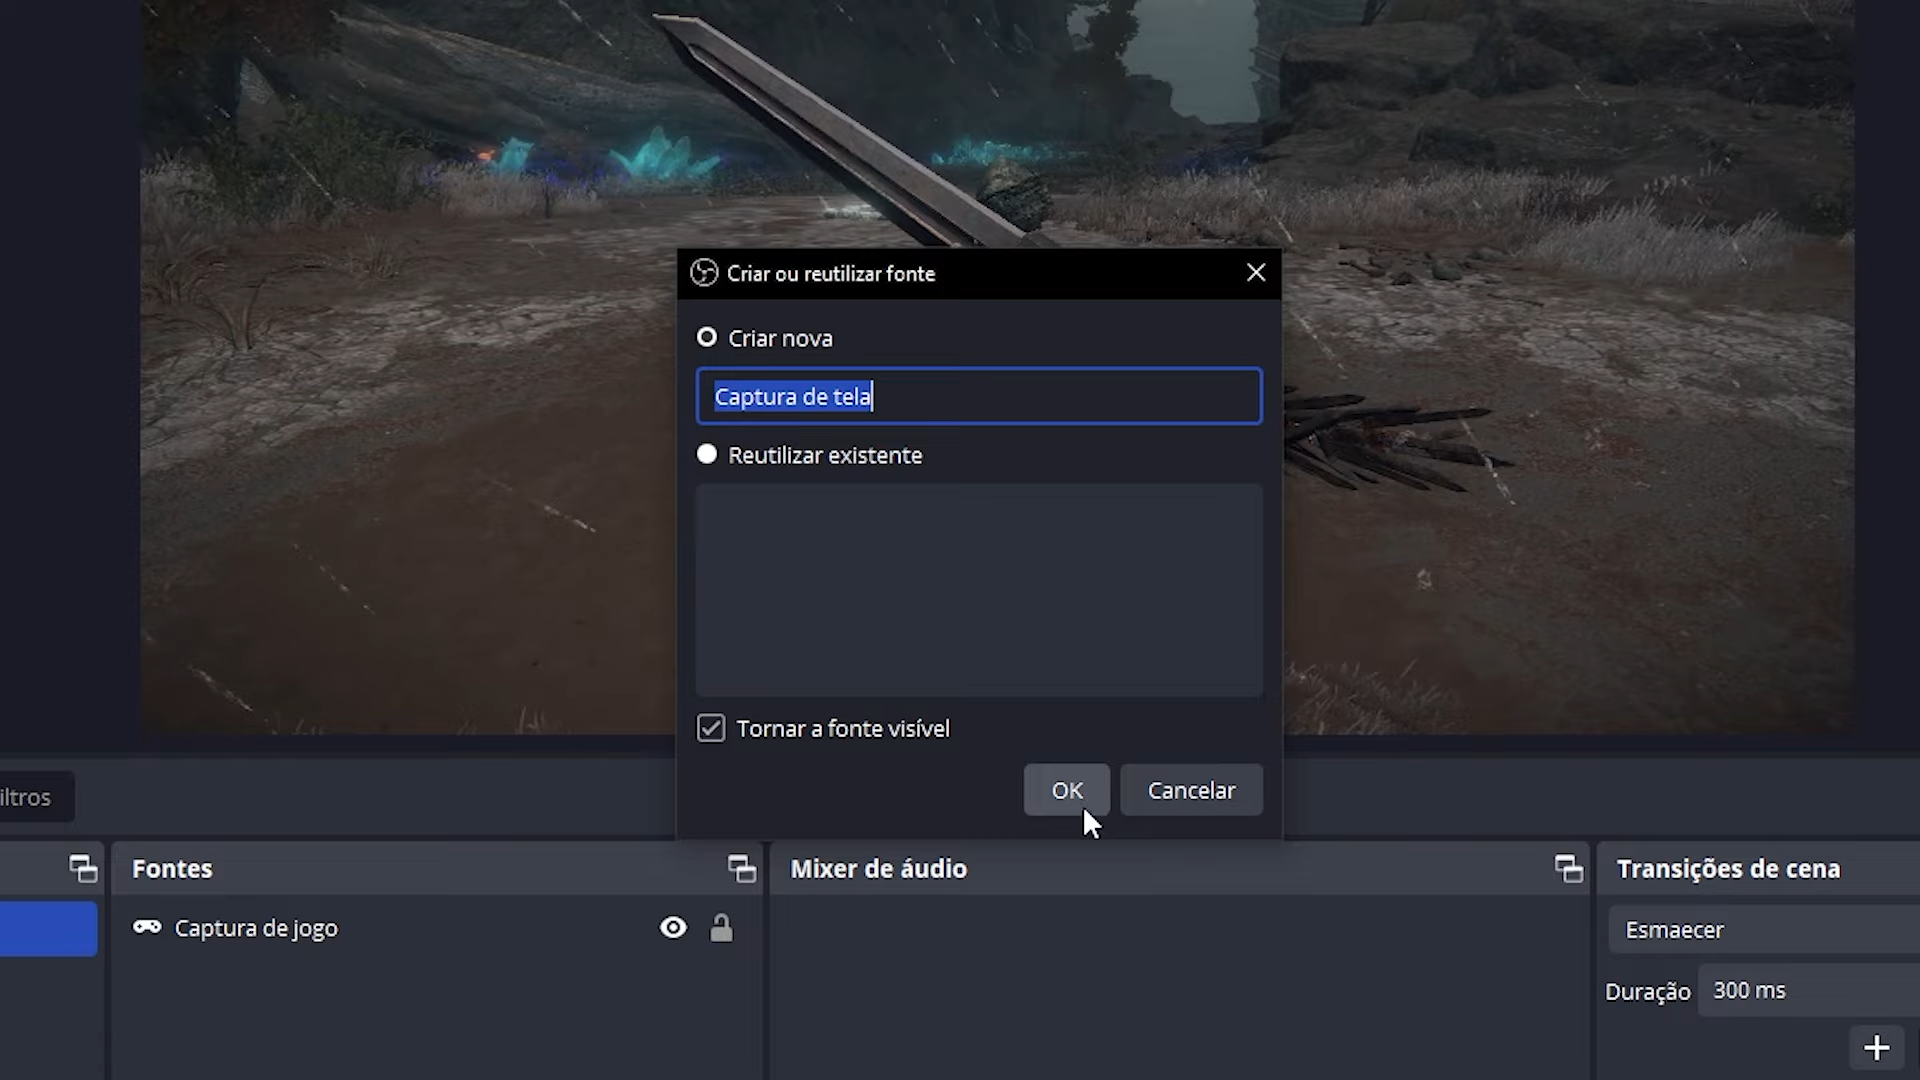 Criar ou reutilizar fonte
Criar nova
Captura de tela
Reutilizar existente
Tornar a fonte visível
OK
Cancelar
iltros
Fontes
Mixer de áudio
Transições de cena
Captura de jogo
Esmaecer
Duração
300 ms